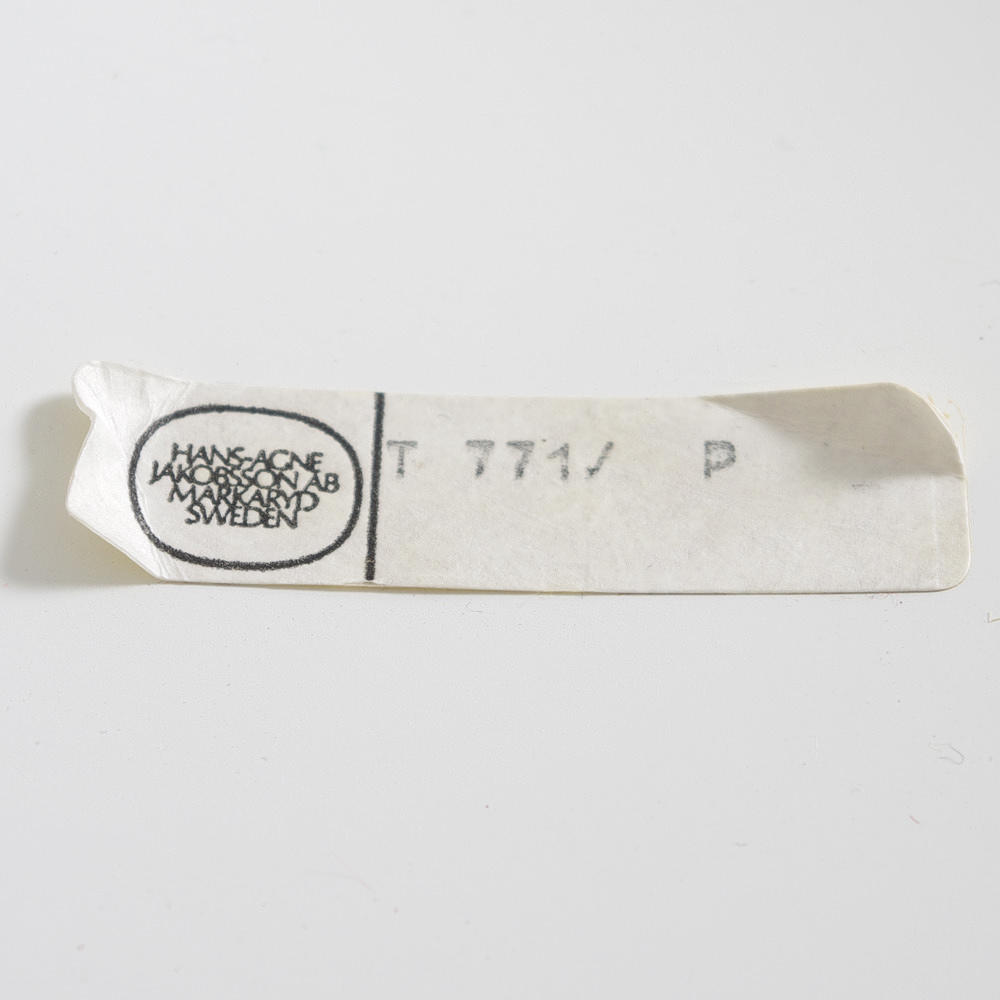 HANS-AGNE
JAKOBSSON AB
MARKARYD
SWEDEN
T 771/ P